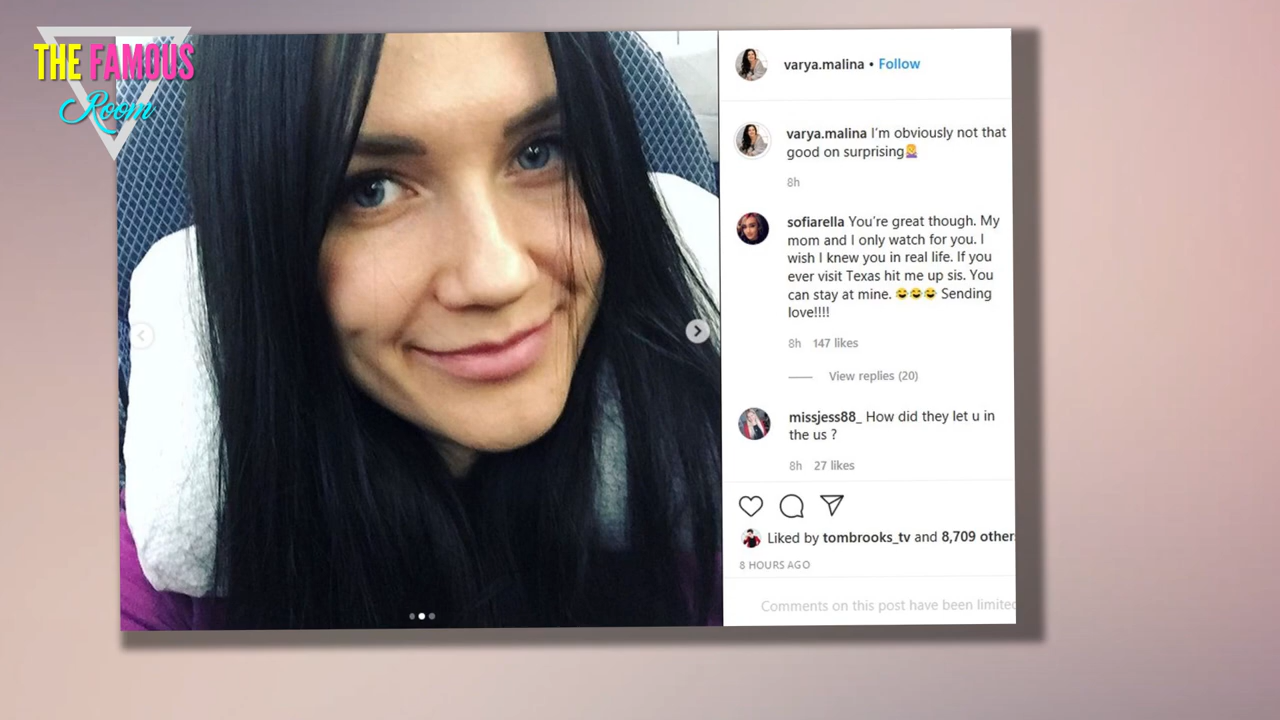 THE FAMOUS
Room
varya.malina • Follow
varya.malina I'm obviously not that
good on surprising🤷‍♀️
8h
sofiarella You're great though. My
mom and I only watch for you. I
wish I knew you in real life. If you
ever visit Texas hit me up sis. You
can stay at mine. 😂😂😂 Sending
love!!!!
8h 147 likes
View replies (20)
missjess88_ How did they let u in
the us ?
8h 27 likes
Liked by tombrooks_tv and 8,709 other
8 HOURS AGO
Comments on this post have been limited